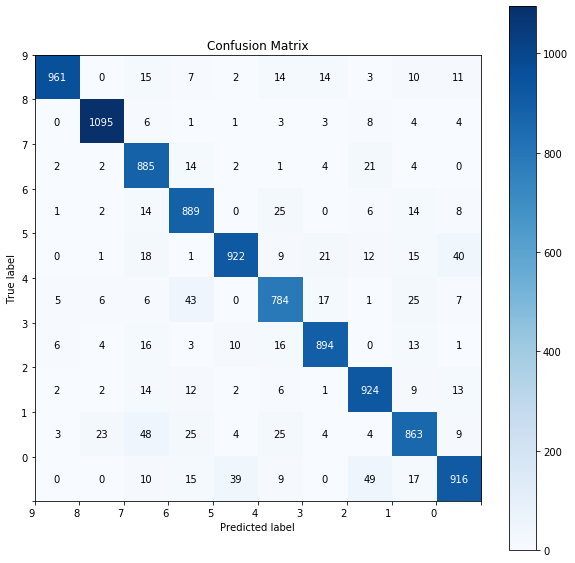 Confusion Matrix
9
961 0 15 7 2 14 14 3 10 11
8
0 1095 6 1 1 3 3 8 4 4
7
2 2 885 14 2 1 4 21 4 0
6
1 2 14 889 0 25 0 6 14 8
5
0 1 18 1 922 9 21 12 15 40
4
5 6 6 43 0 784 17 1 25 7
3
6 4 16 3 10 16 894 0 13 1
2
2 2 14 12 2 6 1 924 9 13
1
3 23 48 25 4 25 4 4 863 9
0
0 0 10 15 39 9 0 49 17 916
9 8 7 6 5 4 3 2 1 0
Predicted label
True label
1000
800
600
400
200
0